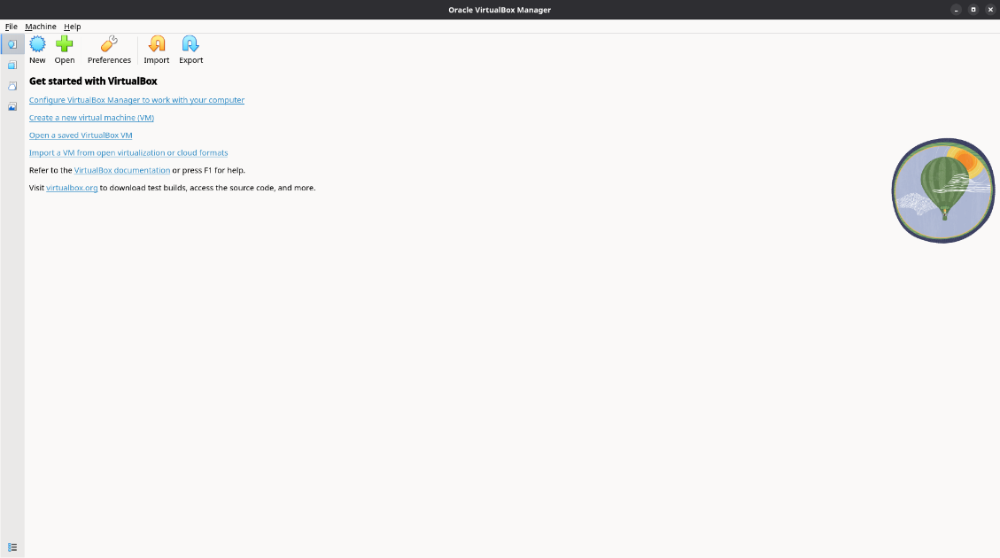 Oracle VirtualBox Manager
File Machine Help
New Open Preferences Import Export
Get started with VirtualBox
Configure VirtualBox Manager to work with your computer
Create a new virtual machine (VM)
Open a saved VirtualBox VM
Import a VM from open virtualization or cloud formats
Refer to the VirtualBox documentation or press F1 for help.
Visit virtualbox.org to download test builds, access the source code, and more.